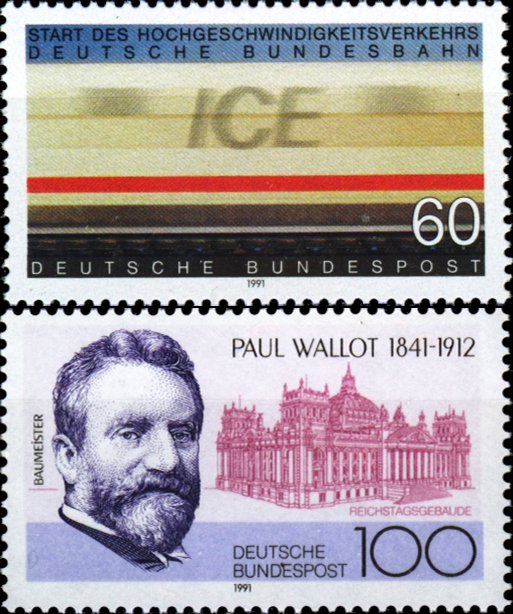 START DES HOCHGESCHWINDIGKEITSVERKEHRS
DEUTSCHE BUNDESBAHN
ICE
60
DEUTSCHE BUNDESPOST
1991
PAUL WALLOT 1841-1912
BAUMEISTER
REICHSTAGSGEBÄUDE
DEUTSCHE
BUNDESPOST 100
1991